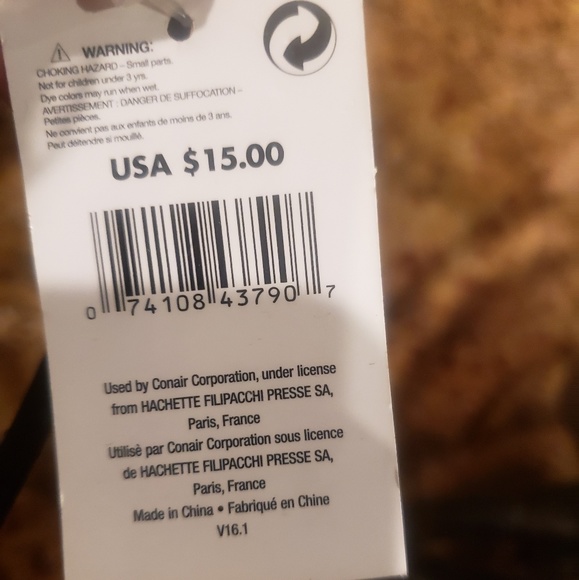 WARNING:
CHOKING HAZARD – Small parts.
Not for children under 3 yrs.
Dye colors may run when wet.
AVERTISSEMENT : DANGER DE SUFFOCATION –
Petites pièces.
Ne convient pas aux enfants de moins de 3 ans.
Peut détendre si mouillé.
USA $15.00
0 74108 43790 7
Used by Conair Corporation, under license
from HACHETTE FILIPACCHI PRESSE SA,
Paris, France
Utilisè par Conair Corporation sous licence
de HACHETTE FILIPACCHI PRESSE SA,
Paris, France
Made in China • Fabriqué en Chine
V16.1